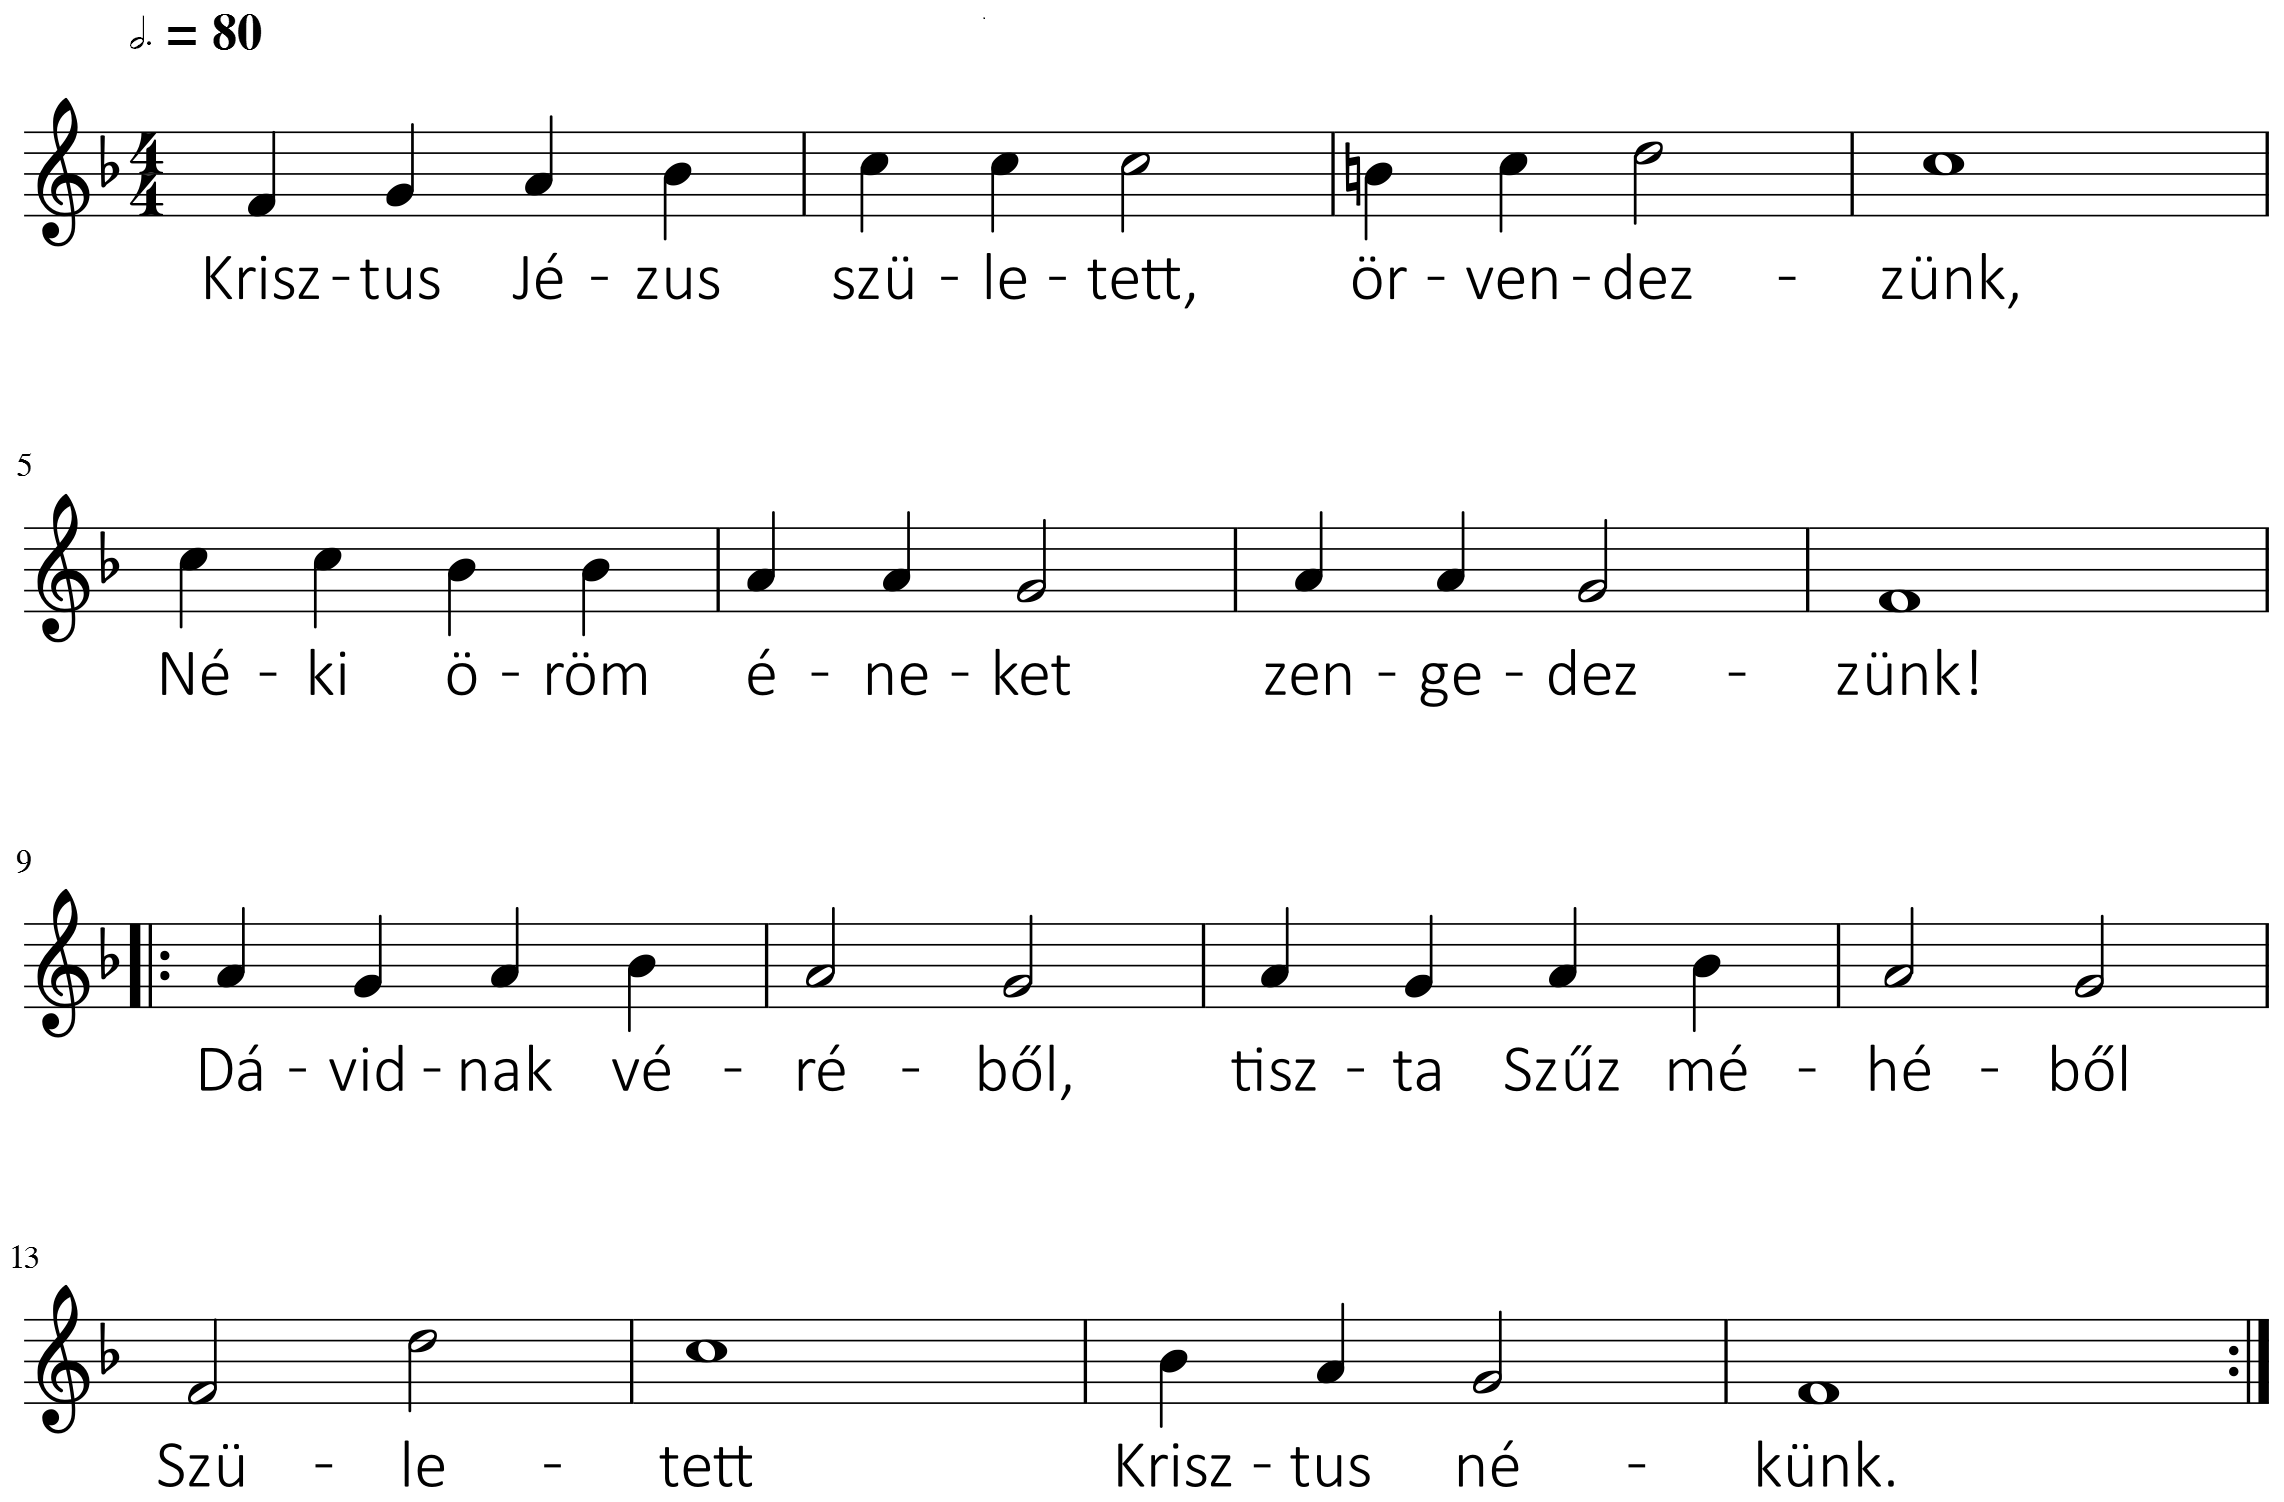 = 80
Krisz - tus Jé - zus szü - le - tett, ör - ven - dez - zünk,
5
Né - ki ö - röm é - ne - ket zen - ge - dez - zünk!
9
Dá - vid - nak vé - ré - ből, tisz - ta Szűz mé - hé - ből
13
Szü - le - tett Krisz - tus né - künk.